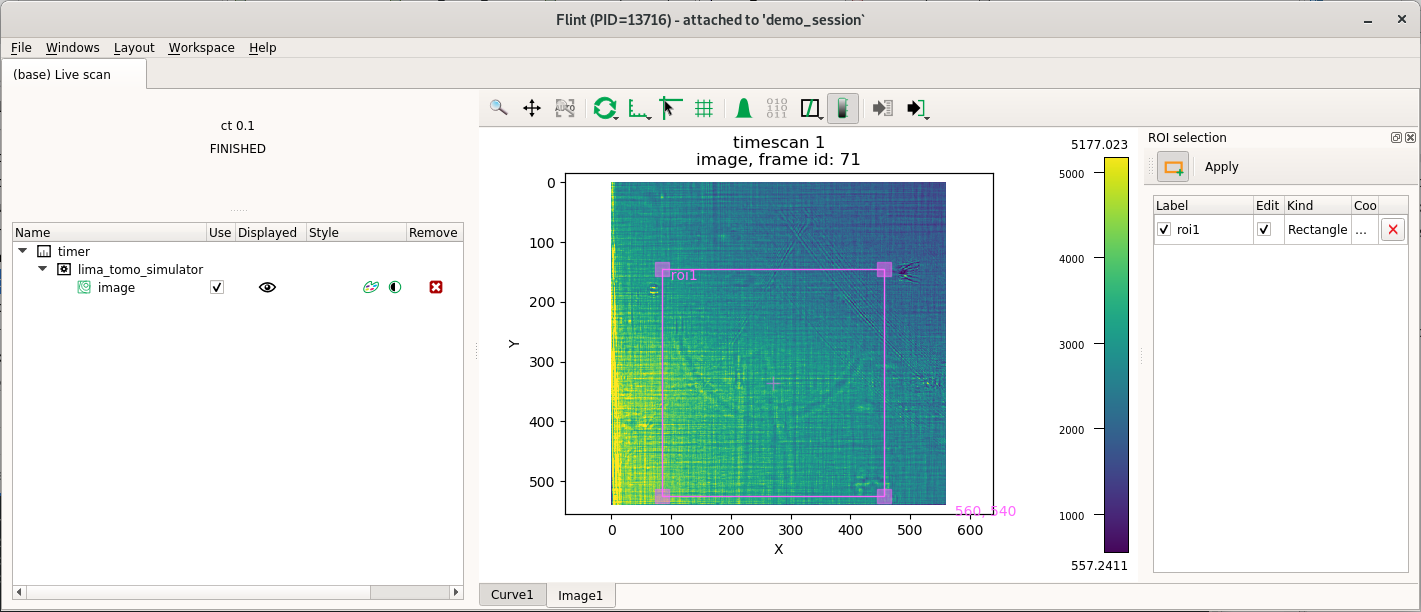 Flint (PID=13716) - attached to 'demo_session`
File Windows Layout Workspace Help
(base) Live scan
ct 0.1
FINISHED
Name Use Displayed Style Remove
timer
lima_tomo_simulator
image
AUTO
010
011
timescan 1
image, frame id: 71
0
100
200
300
400
500
Y
roi1
560, 540
0 100 200 300 400 500 600
X
5177.023
5000
4000
3000
2000
1000
557.2411
Curve1 Image1
ROI selection
Apply
Label Edit Kind Coo
roi1 Rectangle ...